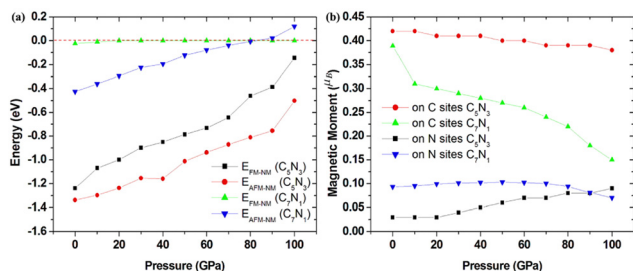 (a)
0.2
0.0
-0.2
-0.4
-0.6
-0.8
-1.0
-1.2
-1.4
-1.6
Energy (eV)
E_FM-NM (C5N3)
E_AFM-NM (C5N3)
E_FM-NM (C7N1)
E_AFM-NM (C7N1)
0 20 40 60 80 100
Pressure (GPa)
(b)
0.45
0.40
0.35
0.30
0.25
0.20
0.15
0.10
0.05
0.00
Magnetic Moment (μB)
on C sites C5N3
on C sites C7N1
on N sites C5N3
on N sites C7N1
0 20 40 60 80 100
Pressure (GPa)